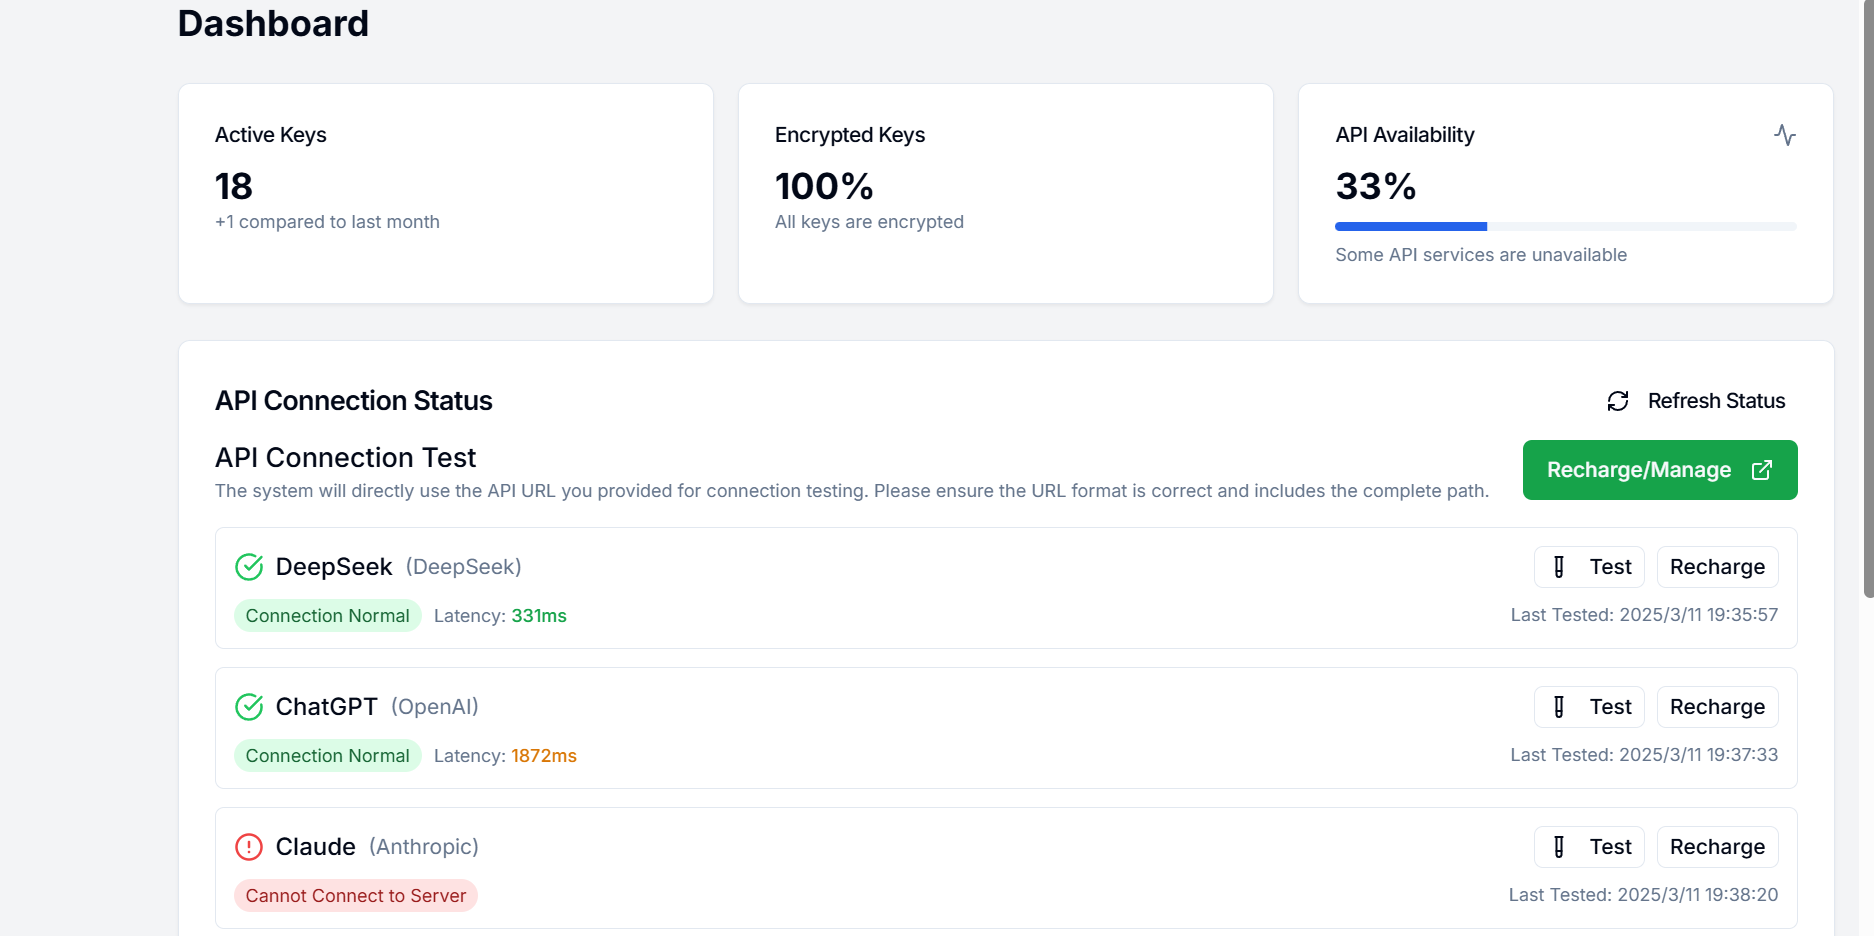 Dashboard
Active Keys
18
+1 compared to last month
Encrypted Keys
100%
All keys are encrypted
API Availability
33%
Some API services are unavailable
API Connection Status
Refresh Status
API Connection Test
The system will directly use the API URL you provided for connection testing. Please ensure the URL format is correct and includes the complete path.
Recharge/Manage
DeepSeek (DeepSeek)
Test
Recharge
Connection Normal Latency: 331ms
Last Tested: 2025/3/11 19:35:57
ChatGPT (OpenAI)
Test
Recharge
Connection Normal Latency: 1872ms
Last Tested: 2025/3/11 19:37:33
Claude (Anthropic)
Test
Recharge
Cannot Connect to Server
Last Tested: 2025/3/11 19:38:20